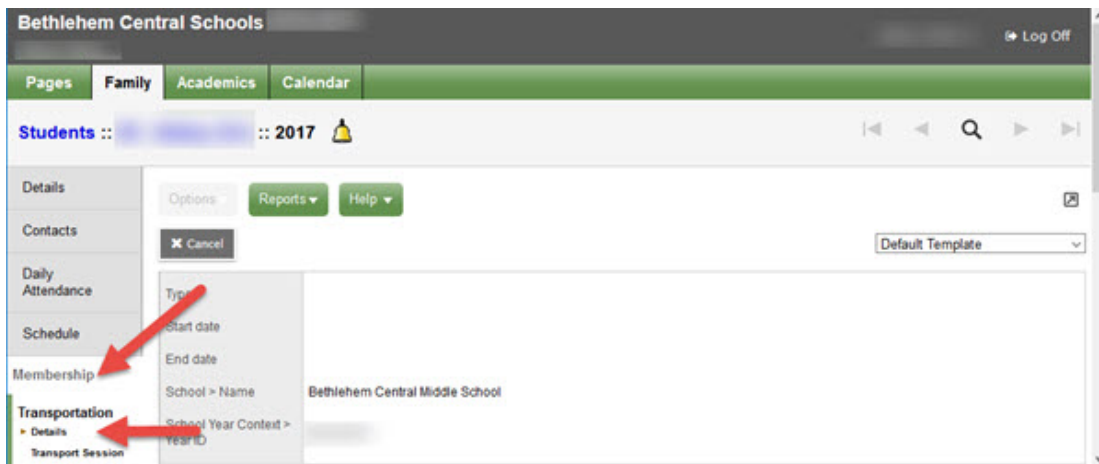 Bethlehem Central Schools
Log Off
Pages Family Academics Calendar
Students :: :: 2017
Details
Options Reports Help
Contacts
Cancel
Default Template
Daily
Attendance
Type
Schedule
Start date
End date
Membership
School > Name Bethlehem Central Middle School
Transportation
School Year Context >
Year ID
Details
Transport Session